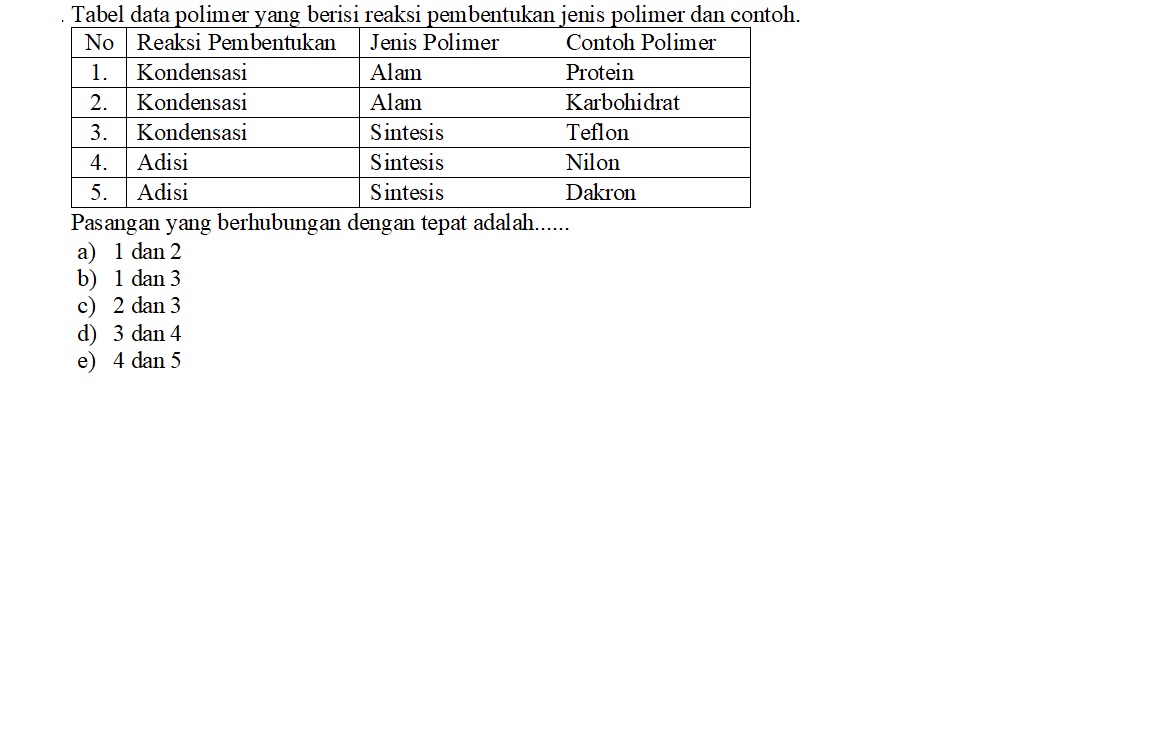 . Tabel data polimer yang berisi reaksi pembentukan jenis polimer dan contoh.
No Reaksi Pembentukan Jenis Polimer Contoh Polimer
1. Kondensasi Alam Protein
2. Kondensasi Alam Karbohidrat
3. Kondensasi Sintesis Teflon
4. Adisi Sintesis Nilon
5. Adisi Sintesis Dakron
Pasangan yang berhubungan dengan tepat adalah......
a) 1 dan 2
b) 1 dan 3
c) 2 dan 3
d) 3 dan 4
e) 4 dan 5